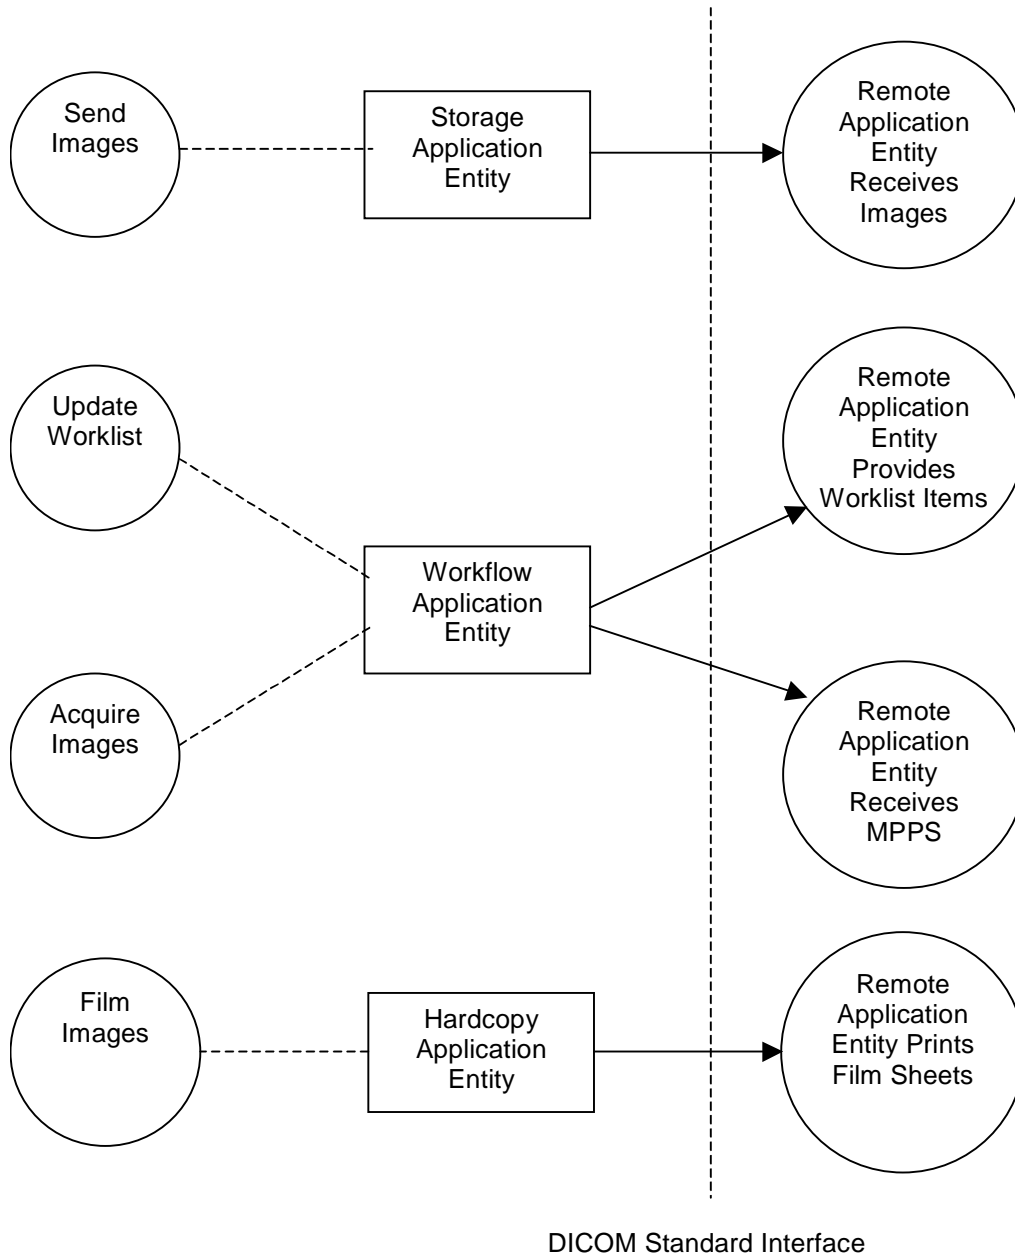 Send
Images
Storage
Application
Entity
Remote
Application
Entity
Receives
Images
Update
Worklist
Remote
Application
Entity
Provides
Worklist Items
Workflow
Application
Entity
Acquire
Images
Remote
Application
Entity
Receives
MPPS
Film
Images
Hardcopy
Application
Entity
Remote
Application
Entity Prints
Film Sheets
DICOM Standard Interface